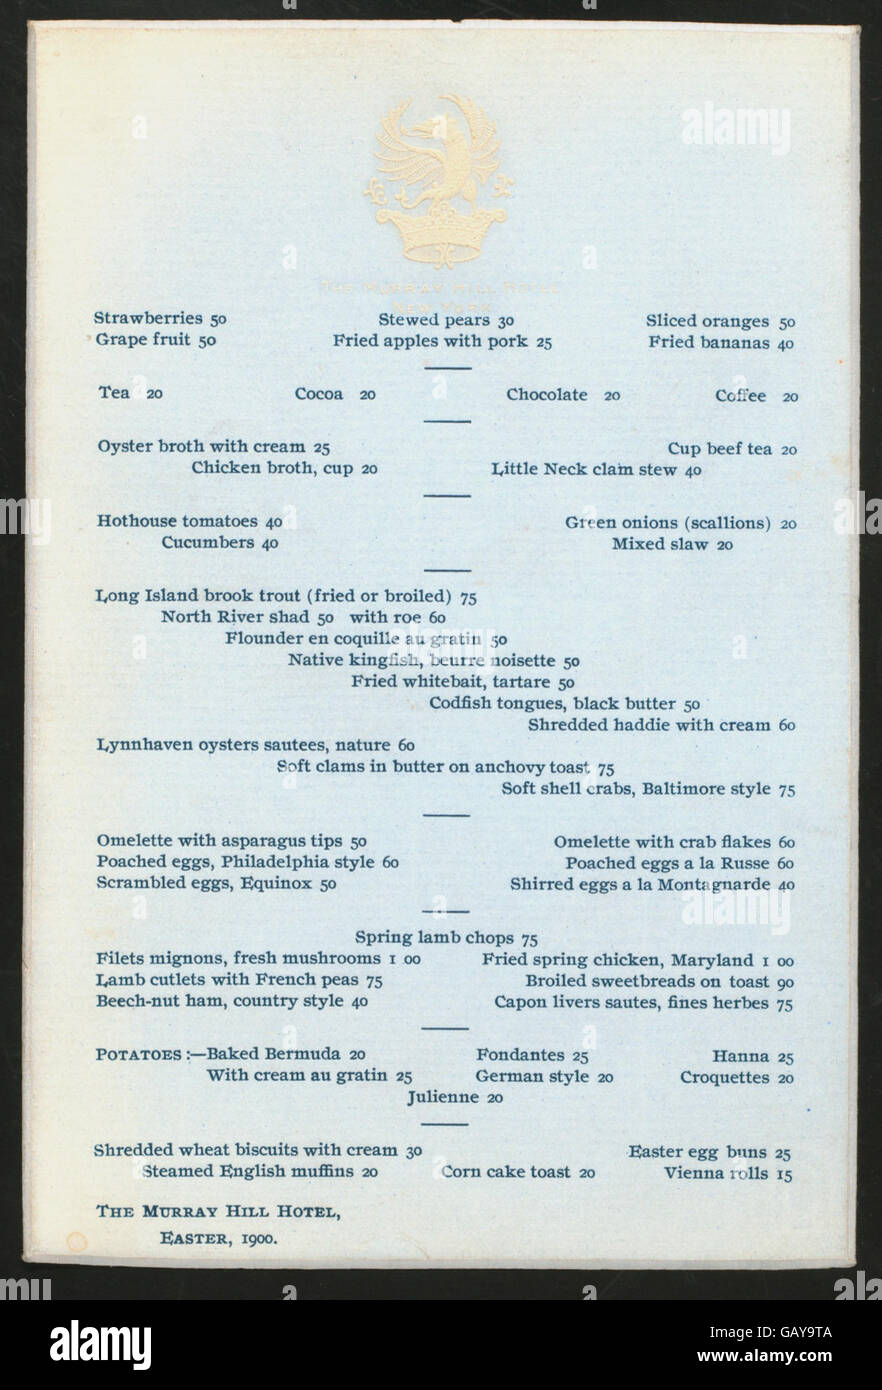 THE MURRAY HILL HOTEL
NEW YORK
Strawberries 50 Stewed pears 30 Sliced oranges 50
Grape fruit 50 Fried apples with pork 25 Fried bananas 40
Tea 20 Cocoa 20 Chocolate 20 Coffee 20
Oyster broth with cream 25 Cup beef tea 20
Chicken broth, cup 20 Little Neck clam stew 40
Hothouse tomatoes 40 Green onions (scallions) 20
Cucumbers 40 Mixed slaw 20
Long Island brook trout (fried or broiled) 75
North River shad 50 with roe 60
Flounder en coquille au gratin 50
Native kingfish, beurre noisette 50
Fried whitebait, tartare 50
Codfish tongues, black butter 50
Shredded haddie with cream 60
Lynnhaven oysters sautees, nature 60
Soft clams in butter on anchovy toast 75
Soft shell crabs, Baltimore style 75
Omelette with asparagus tips 50 Omelette with crab flakes 60
Poached eggs, Philadelphia style 60 Poached eggs a la Russe 60
Scrambled eggs, Equinox 50 Shirred eggs a la Montagnarde 40
Spring lamb chops 75
Filets mignons, fresh mushrooms 1 00 Fried spring chicken, Maryland 1 00
Lamb cutlets with French peas 75 Broiled sweetbreads on toast 90
Beech-nut ham, country style 40 Capon livers sautes, fines herbes 75
POTATOES :—Baked Bermuda 20 Fondantes 25 Hanna 25
With cream au gratin 25 German style 20 Croquettes 20
Julienne 20
Shredded wheat biscuits with cream 30 Easter egg buns 25
Steamed English muffins 20 Corn cake toast 20 Vienna rolls 15
THE MURRAY HILL HOTEL,
EASTER, 1900.
alamy
alamy
alamy
alamy
a alamy
Image ID: GAY9TA
www.alamy.com